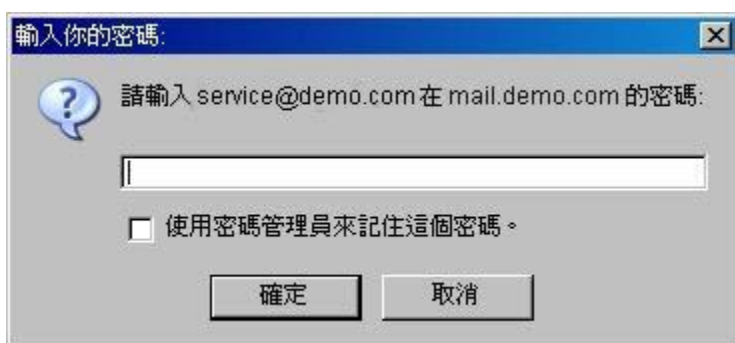 輸入你的密碼:
請輸入 service@demo.com 在 mail.demo.com 的密碼:
使用密碼管理員來記住這個密碼。
確定
取消